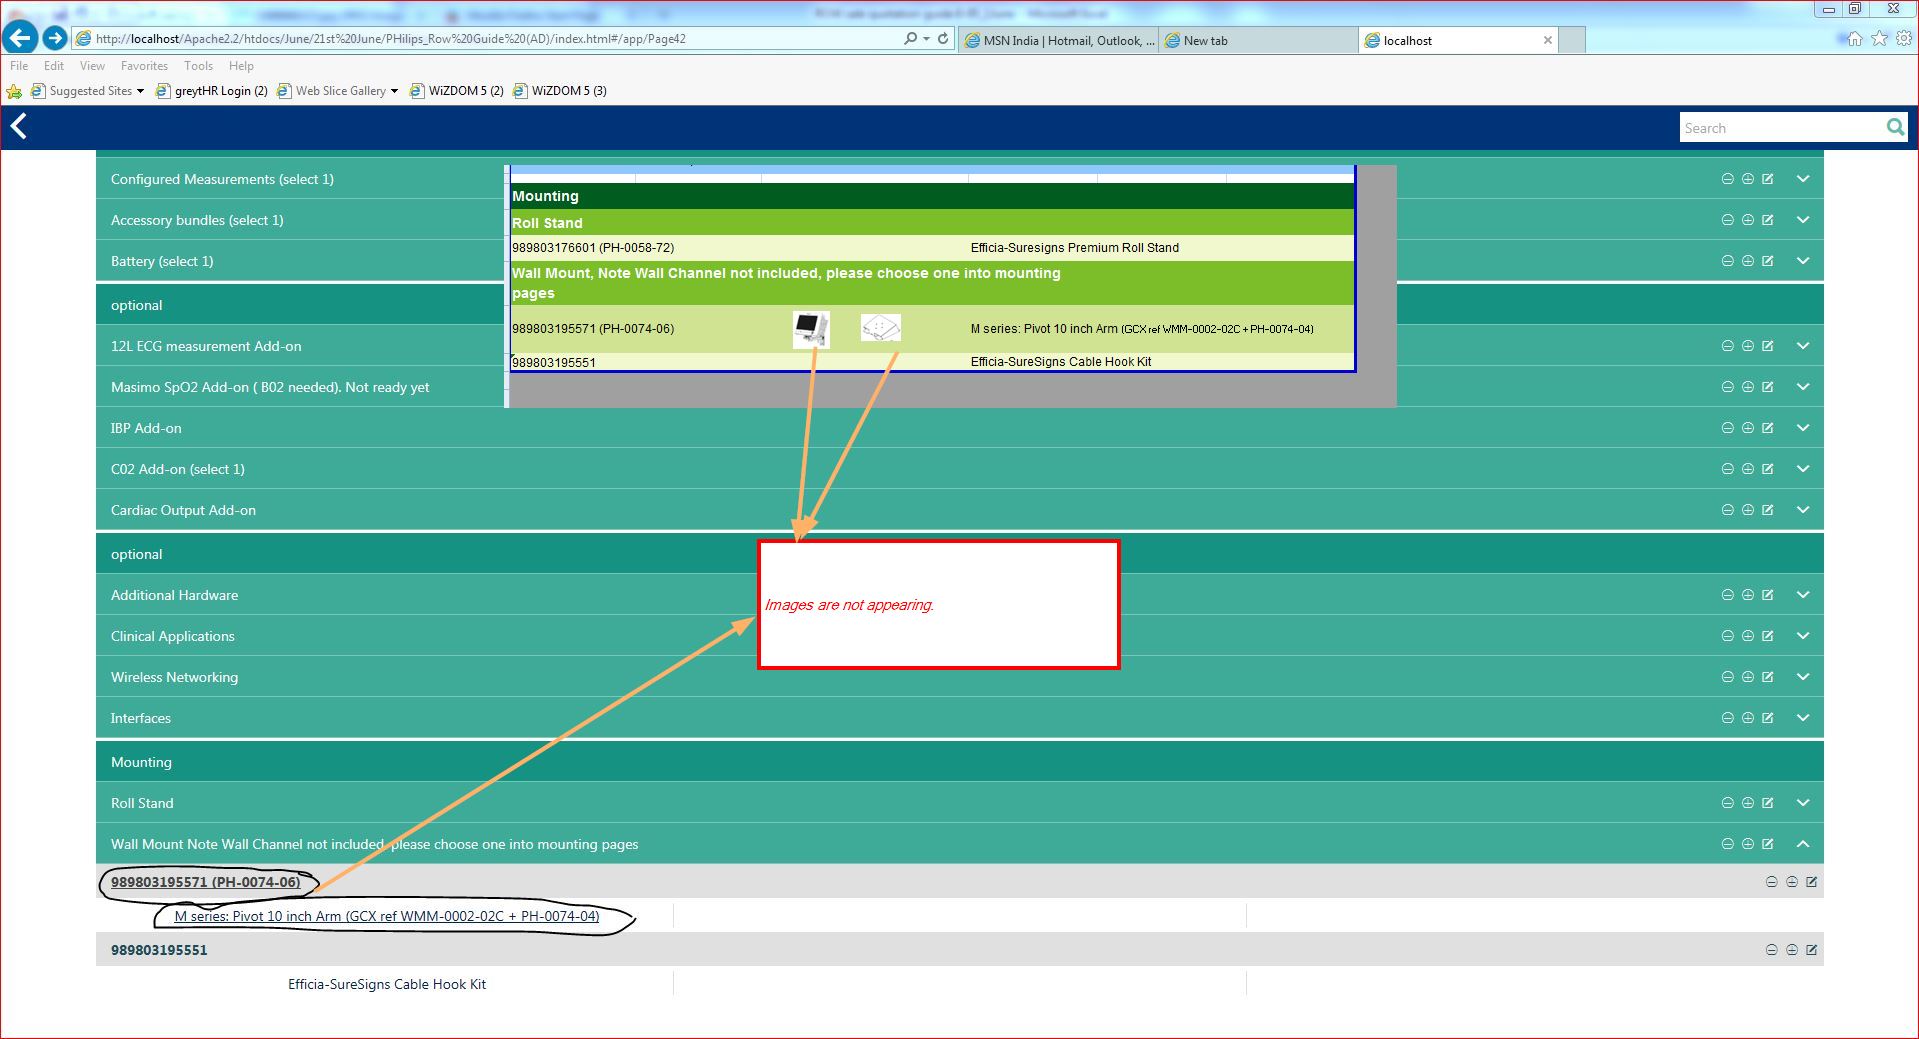 http://localhost/Apache2.2/htdocs/June/21st%20June/PHilips_Row%20Guide%20(AD)/index.html#/app/Page42
MSN India | Hotmail, Outlook, ...
New tab
localhost
File Edit View Favorites Tools Help
Suggested Sites
greytHR Login (2)
Web Slice Gallery
WiZDOM 5 (2)
WiZDOM 5 (3)
Search
Configured Measurements (select 1)
Accessory bundles (select 1)
Battery (select 1)
optional
12L ECG measurement Add-on
Masimo SpO2 Add-on ( B02 needed). Not ready yet
IBP Add-on
C02 Add-on (select 1)
Cardiac Output Add-on
Mounting
Roll Stand
989803176601 (PH-0058-72) Efficia-Suresigns Premium Roll Stand
Wall Mount, Note Wall Channel not included, please choose one into mounting
pages
989803195571 (PH-0074-06) M series: Pivot 10 inch Arm (GCX ref WMM-0002-02C + PH-0074-04)
989803195551 Efficia-SureSigns Cable Hook Kit
optional
Images are not appearing.
Additional Hardware
Clinical Applications
Wireless Networking
Interfaces
Mounting
Roll Stand
Wall Mount Note Wall Channel not included, please choose one into mounting pages
989803195571 (PH-0074-06)
M series: Pivot 10 inch Arm (GCX ref WMM-0002-02C + PH-0074-04)
989803195551
Efficia-SureSigns Cable Hook Kit